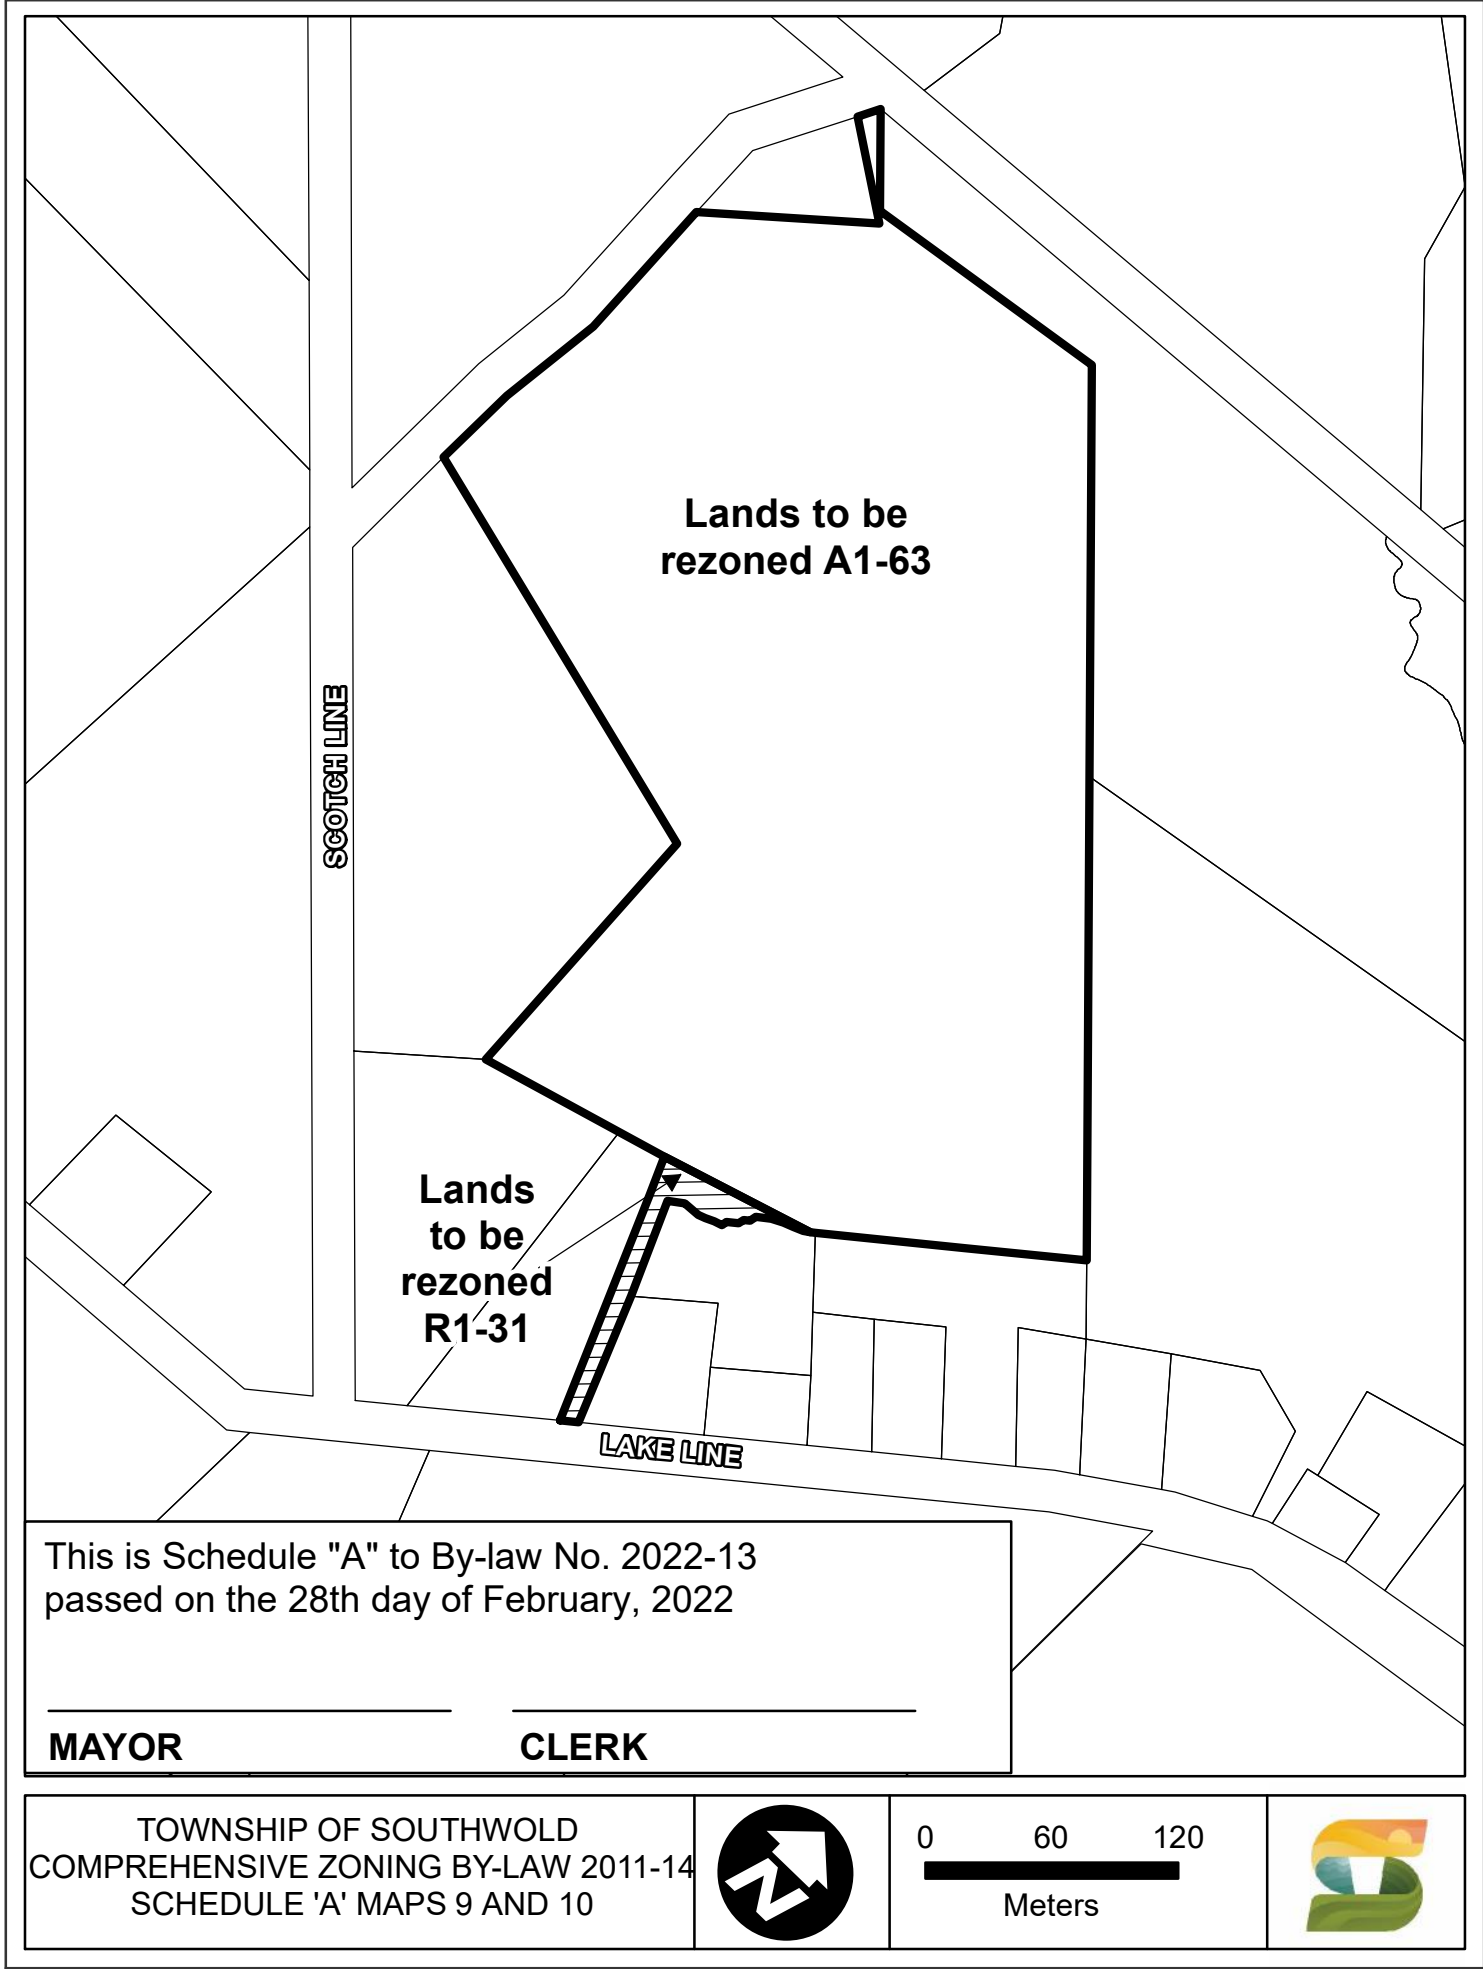 Lands to be
rezoned A1-63
SCOTCH LINE
Lands
to be
rezoned
R1-31
LAKE LINE
This is Schedule "A" to By-law No. 2022-13
passed on the 28th day of February, 2022
MAYOR
CLERK
TOWNSHIP OF SOUTHWOLD
COMPREHENSIVE ZONING BY-LAW 2011-14
SCHEDULE 'A' MAPS 9 AND 10
N
0 60 120
Meters